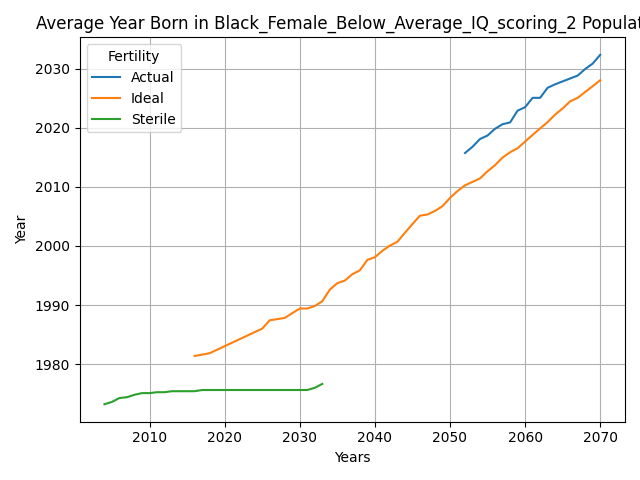 Average Year Born in Black_Female_Below_Average_IQ_scoring_2 Populat
Fertility
Actual
Ideal
Sterile
Year
2030
2020
2010
2000
1990
1980
2010 2020 2030 2040 2050 2060 2070
Years